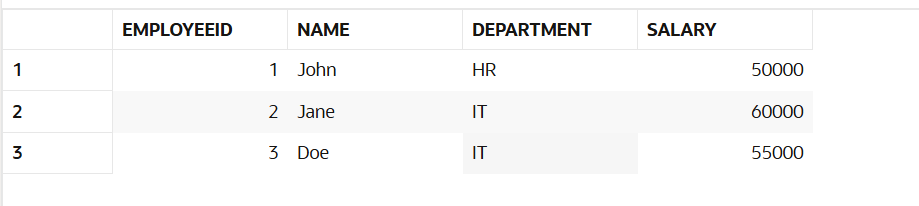 EMPLOYEEID NAME DEPARTMENT SALARY
1 1 John HR 50000
2 2 Jane IT 60000
3 3 Doe IT 55000